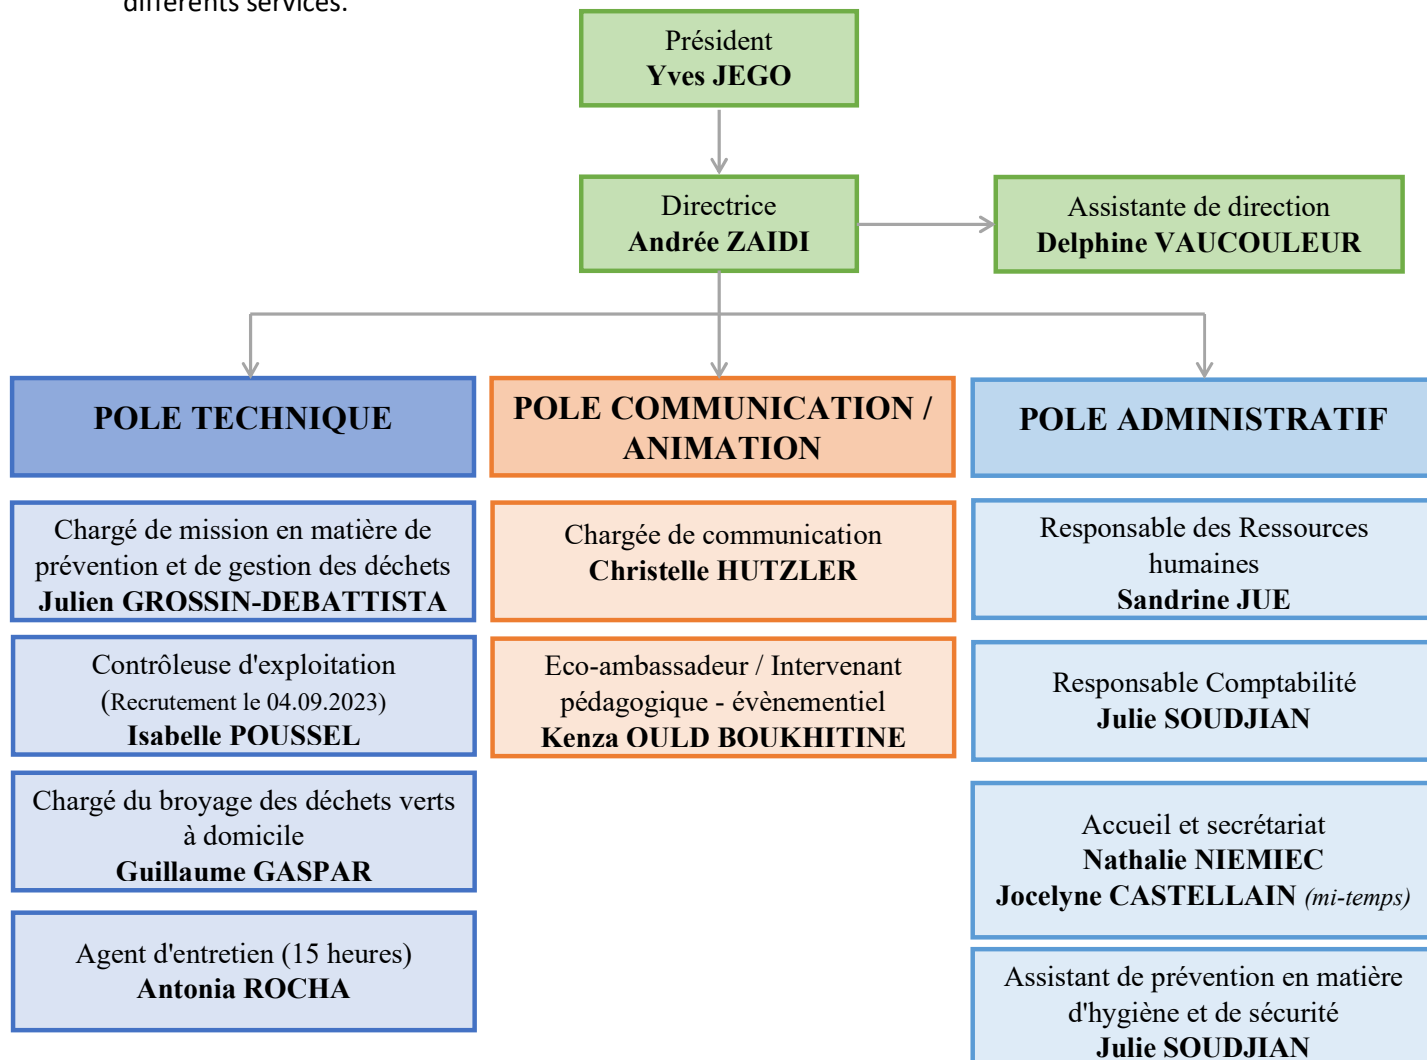 différents services.
Président
Yves JEGO
Directrice
Andrée ZAIDI
Assistante de direction
Delphine VAUCOULEUR
POLE TECHNIQUE
Chargé de mission en matière de
prévention et de gestion des déchets
Julien GROSSIN-DEBATTISTA
Contrôleuse d'exploitation
(Recrutement le 04.09.2023)
Isabelle POUSSEL
Chargé du broyage des déchets verts
à domicile
Guillaume GASPAR
Agent d'entretien (15 heures)
Antonia ROCHA
POLE COMMUNICATION /
ANIMATION
Chargée de communication
Christelle HUTZLER
Eco-ambassadeur / Intervenant
pédagogique - évènementiel
Kenza OULD BOUKHITINE
POLE ADMINISTRATIF
Responsable des Ressources
humaines
Sandrine JUE
Responsable Comptabilité
Julie SOUDJIAN
Accueil et secrétariat
Nathalie NIEMIEC
Jocelyne CASTELLAIN (mi-temps)
Assistant de prévention en matière
d'hygiène et de sécurité
Julie SOUDJIAN